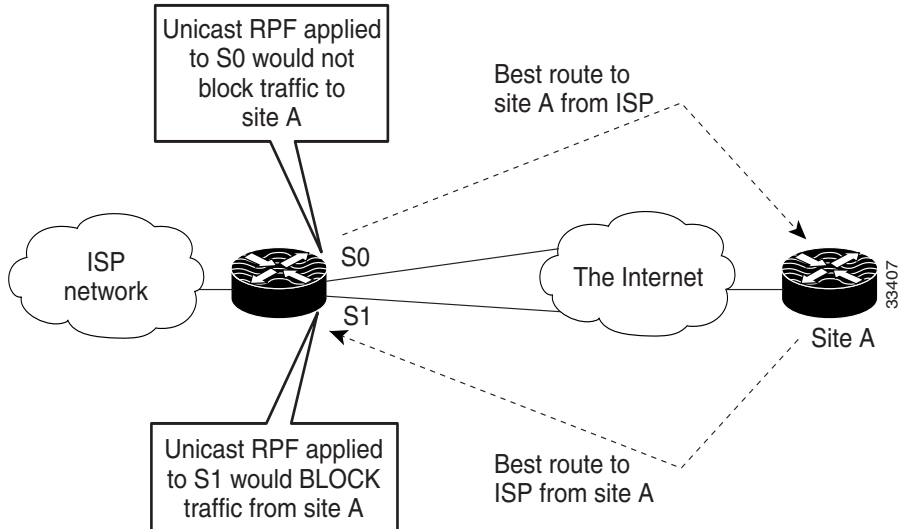 Unicast RPF applied
to S0 would not
block traffic to
site A
Best route to
site A from ISP
ISP
network
S0
S1
The Internet
Site A
33407
Unicast RPF applied
to S1 would BLOCK
traffic from site A
Best route to
ISP from site A